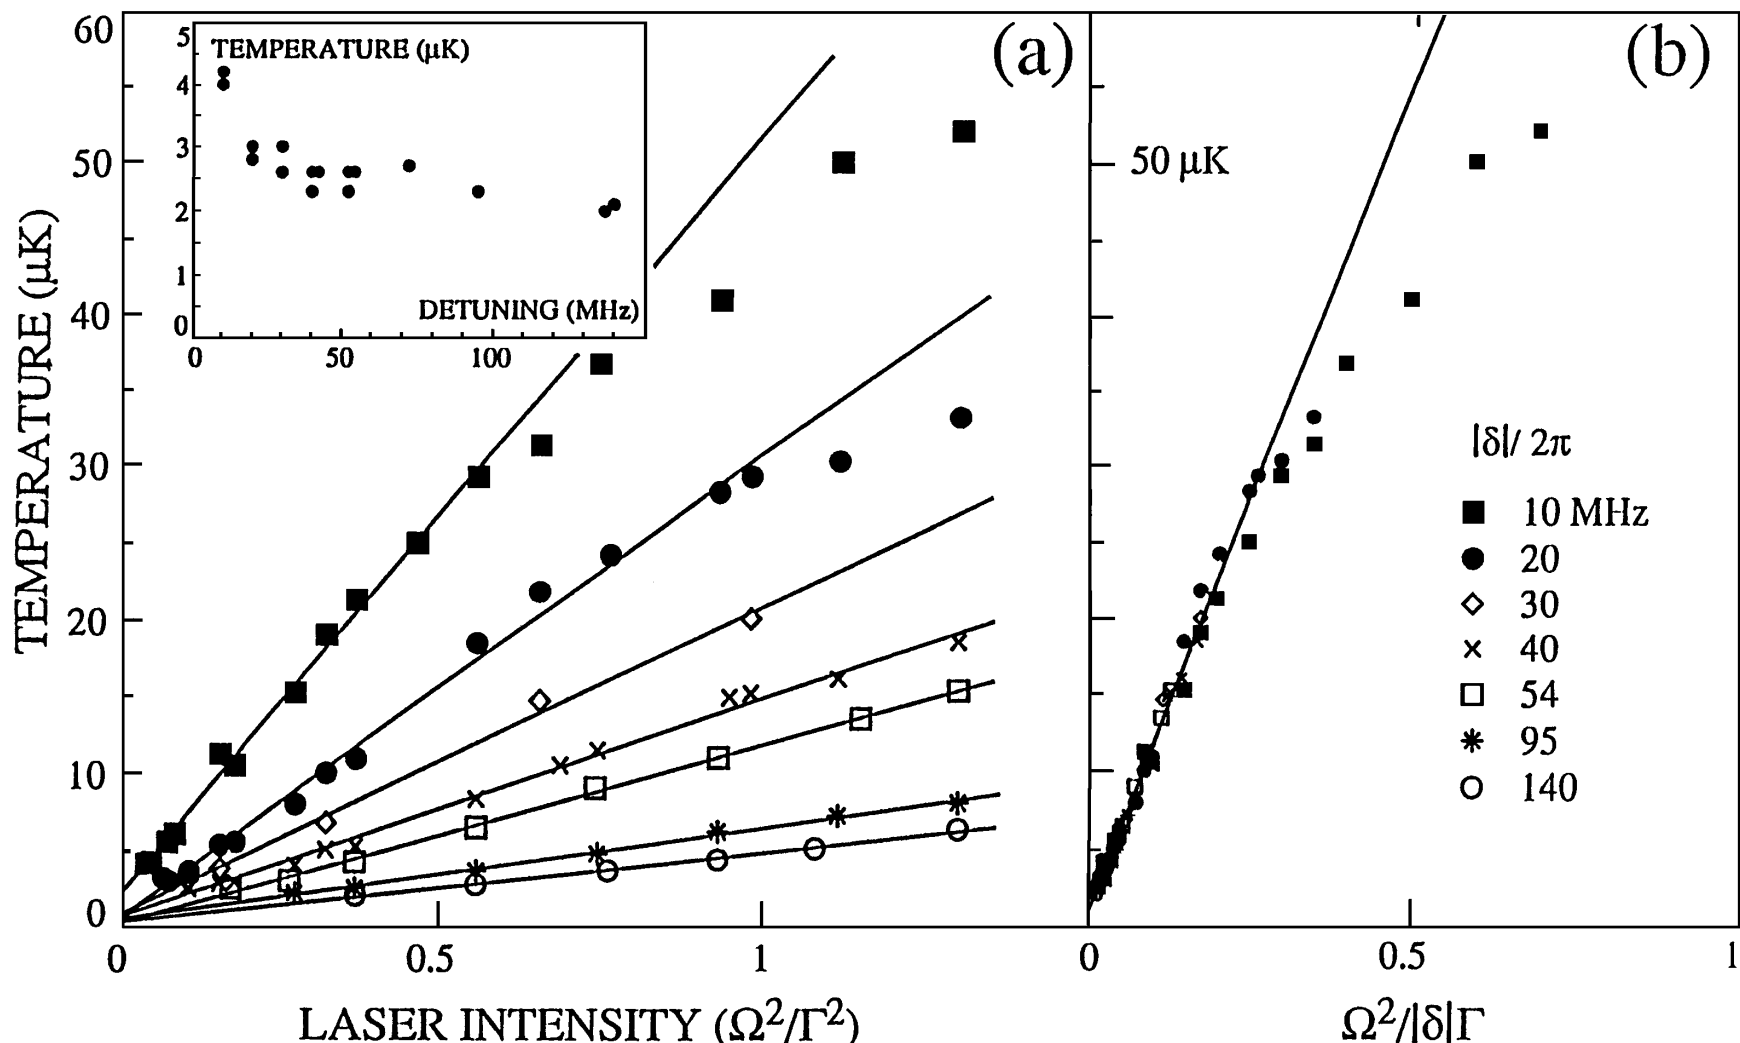 60
50
40
30
20
10
0
TEMPERATURE (μK)
0
0.5
1
LASER INTENSITY (Ω²/Γ²)
(a)
5
4
3
2
1
0
TEMPERATURE (μK)
DETUNING (MHz)
0
50
100
(b)
50 μK
|δ|/ 2π
10 MHz
20
30
40
54
95
140
0
0.5
1
Ω²/|δ|Γ